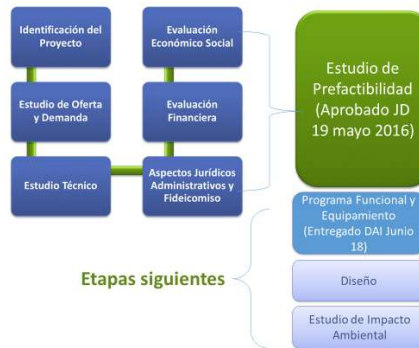 Identificación del
Proyecto
Evaluación
Económico Social
Estudio de Oferta
y Demanda
Evaluación
Financiera
Estudio Técnico
Aspectos Jurídicos
Administrativos y
Fideicomiso
Estudio de
Prefactibilidad
(Aprobado JD
19 mayo 2016)
Programa Funcional y
Equipamiento
(Entregado DAI Junio
18)
Etapas siguientes
Diseño
Estudio de Impacto
Ambiental